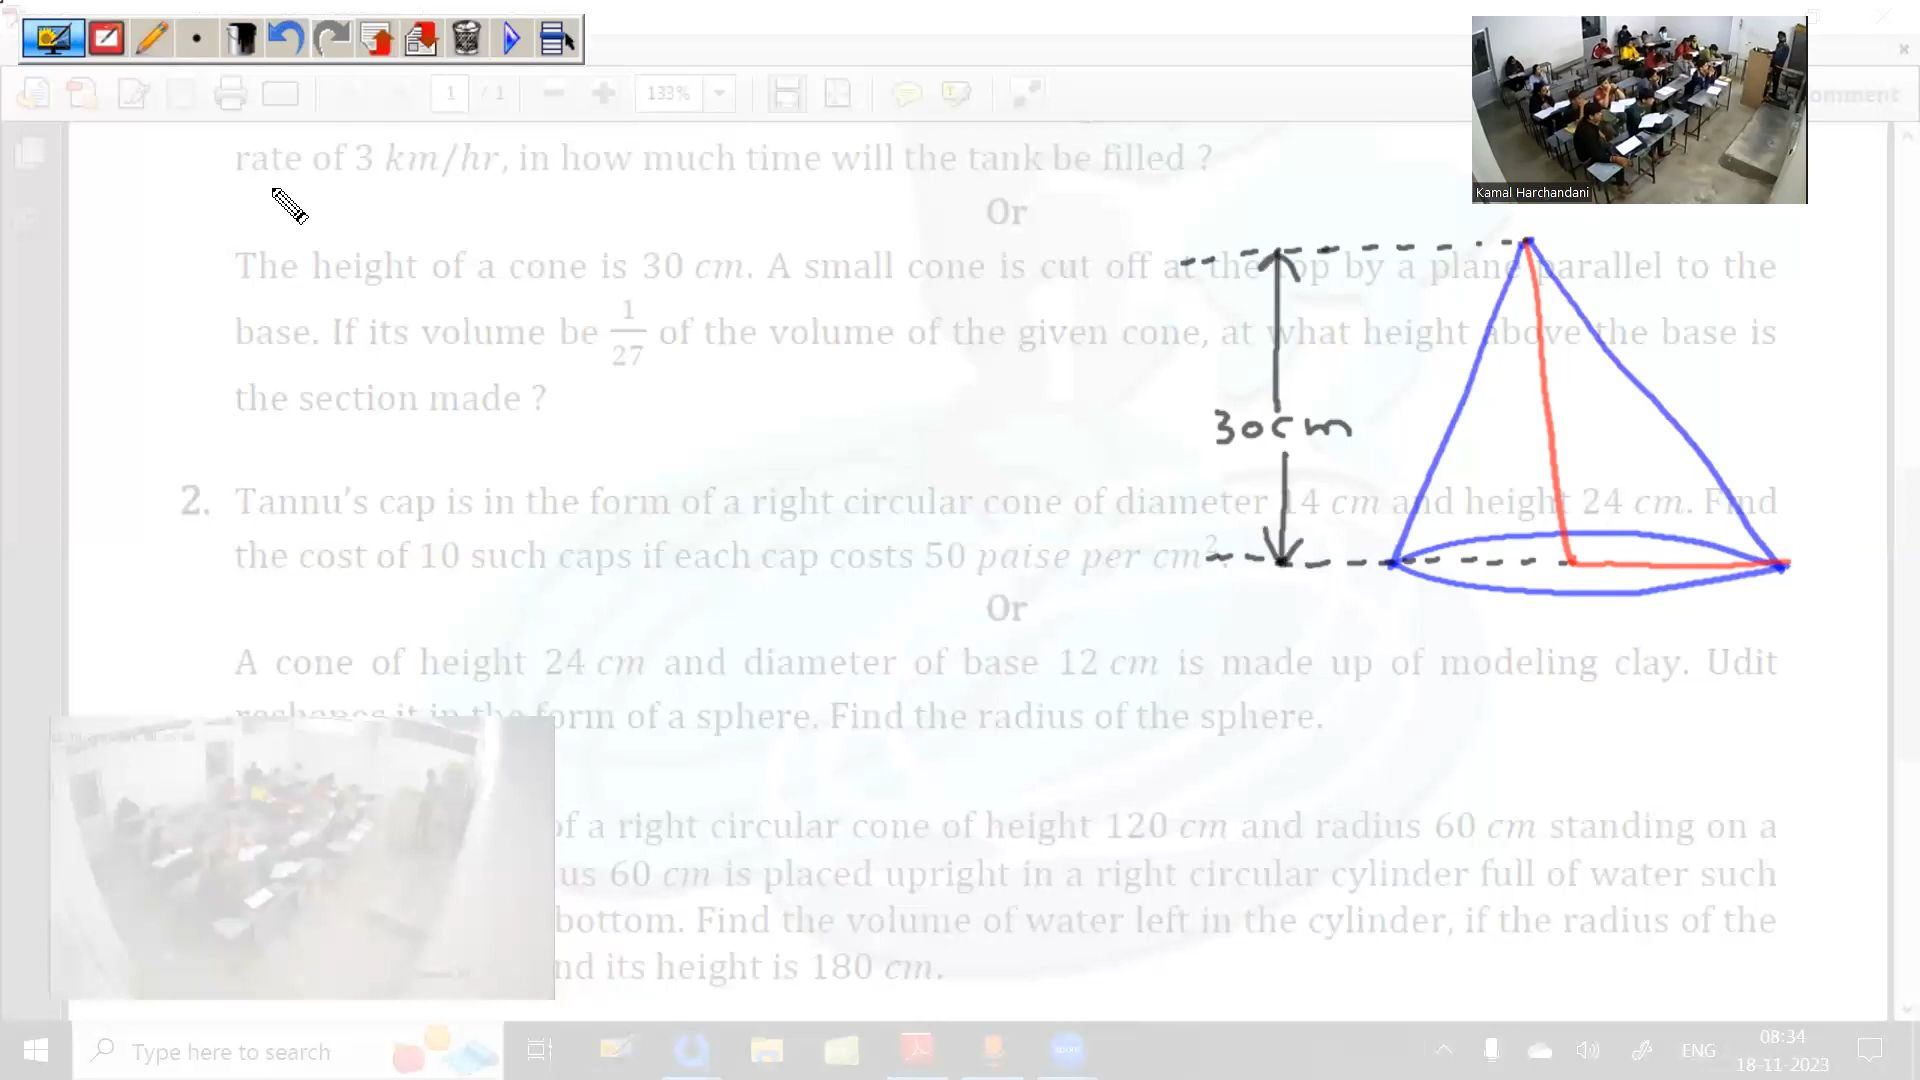 1 / 1
133%
Comment
Kamal Harchandani
rate of 3 km/hr, in how much time will the tank be filled ?
Or
The height of a cone is 30 cm. A small cone is cut off at the top by a plane parallel to the
base. If its volume be 1/27 of the volume of the given cone, at what height above the base is
the section made ?
30cm
2. Tannu's cap is in the form of a right circular cone of diameter 14 cm and height 24 cm. Find
the cost of 10 such caps if each cap costs 50 paise per cm².
Or
A cone of height 24 cm and diameter of base 12 cm is made up of modeling clay. Udit
reshapes it in the form of a sphere. Find the radius of the sphere.
of a right circular cone of height 120 cm and radius 60 cm standing on a
us 60 cm is placed upright in a right circular cylinder full of water such
bottom. Find the volume of water left in the cylinder, if the radius of the
nd its height is 180 cm.
Type here to search
zoom
ENG
08:34
18-11-2023